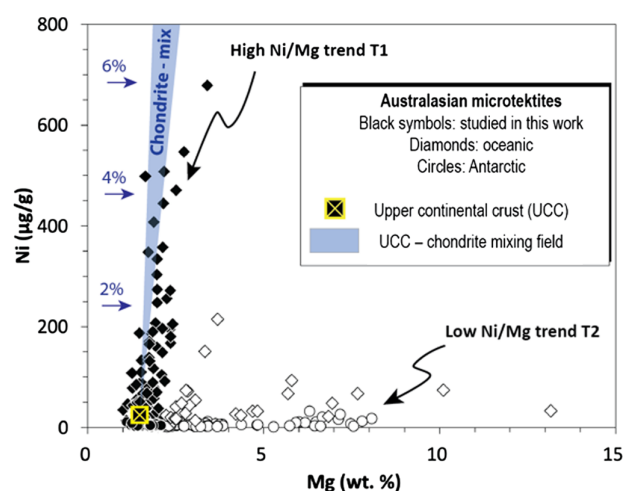 800
600
400
200
0
Ni (µg/g)
6%
4%
2%
Chondrite - mix
High Ni/Mg trend T1
Australasian microtektites
Black symbols: studied in this work
Diamonds: oceanic
Circles: Antarctic
Upper continental crust (UCC)
UCC – chondrite mixing field
Low Ni/Mg trend T2
0
5
10
15
Mg (wt. %)